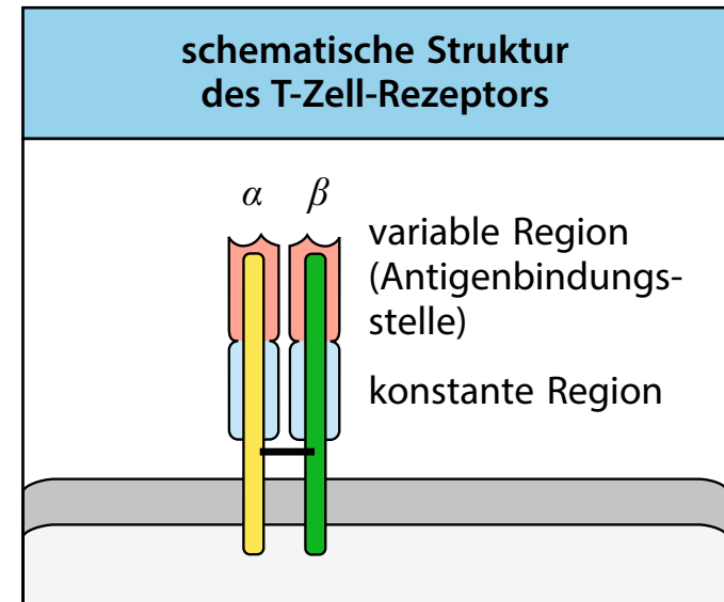 schematische Struktur
des T-Zell-Rezeptors
α β
variable Region
(Antigenbindungs-
stelle)
konstante Region